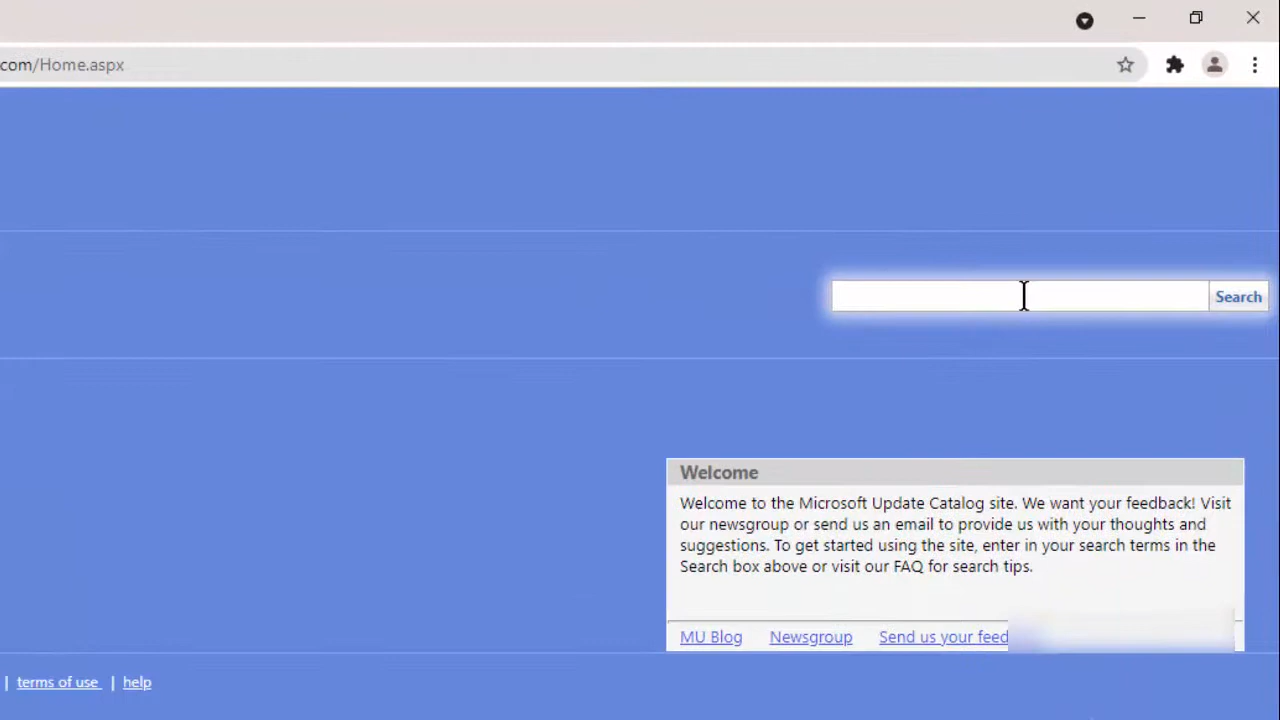 com/Home.aspx
Search
Welcome
Welcome to the Microsoft Update Catalog site. We want your feedback! Visit
our newsgroup or send us an email to provide us with your thoughts and
suggestions. To get started using the site, enter in your search terms in the
Search box above or visit our FAQ for search tips.
MU Blog Newsgroup Send us your feed
| terms of use | help